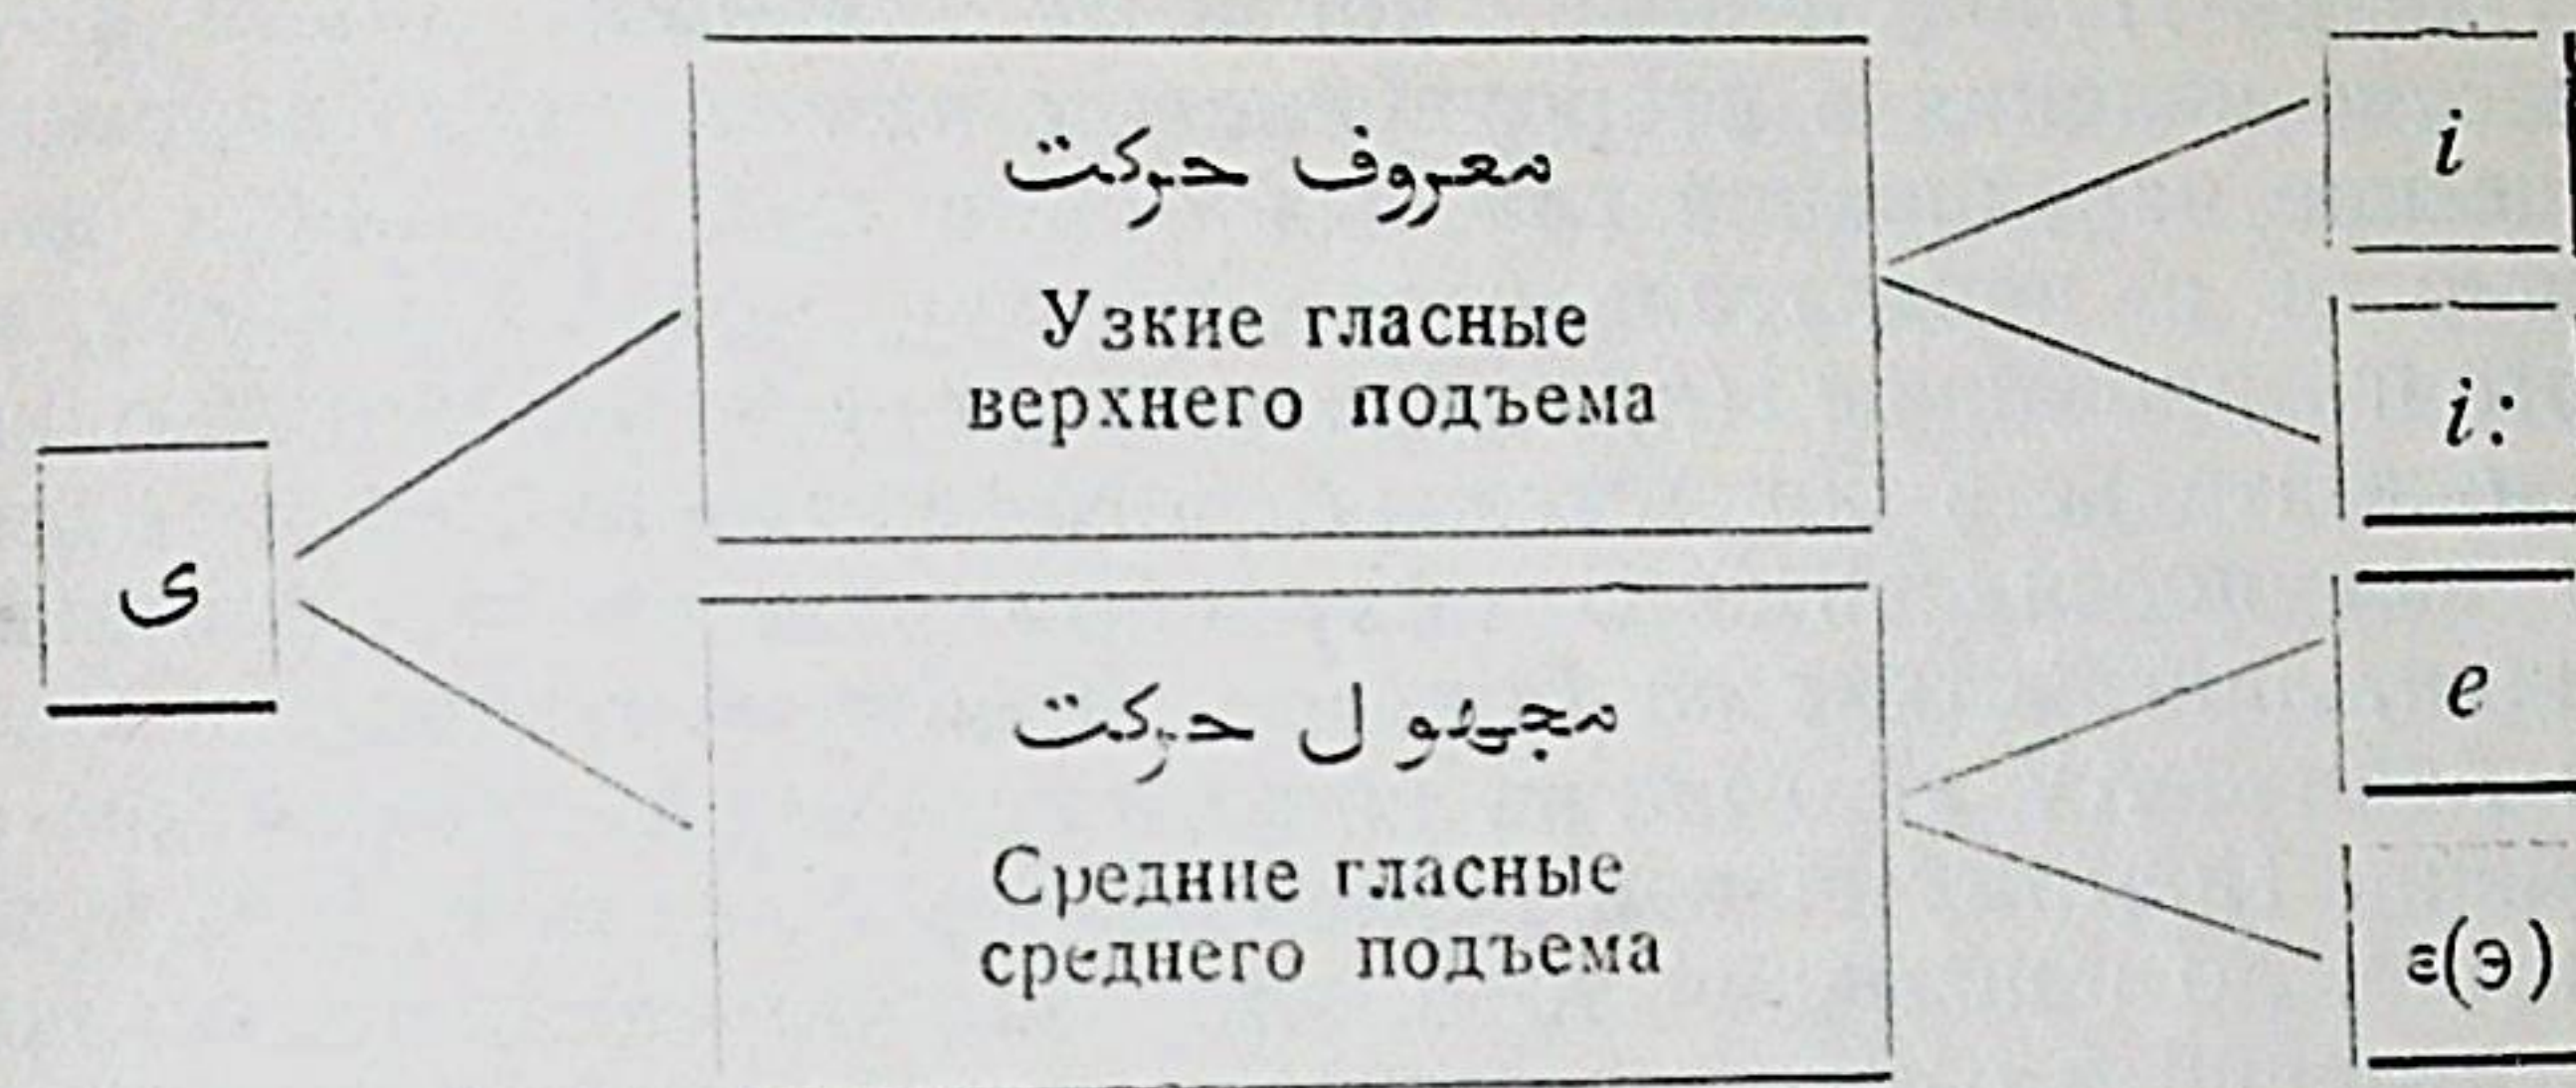 ی
معروف حرکت
Узкие гласные
верхнего подъема
i
i:
مجهول حرکت
Средние гласные
среднего подъема
e
ε(э)